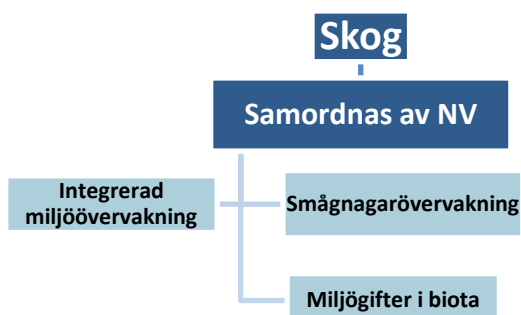 Skog
Samordnas av NV
Integrerad
miljöövervakning
Smågnagarövervakning
Miljögifter i biota